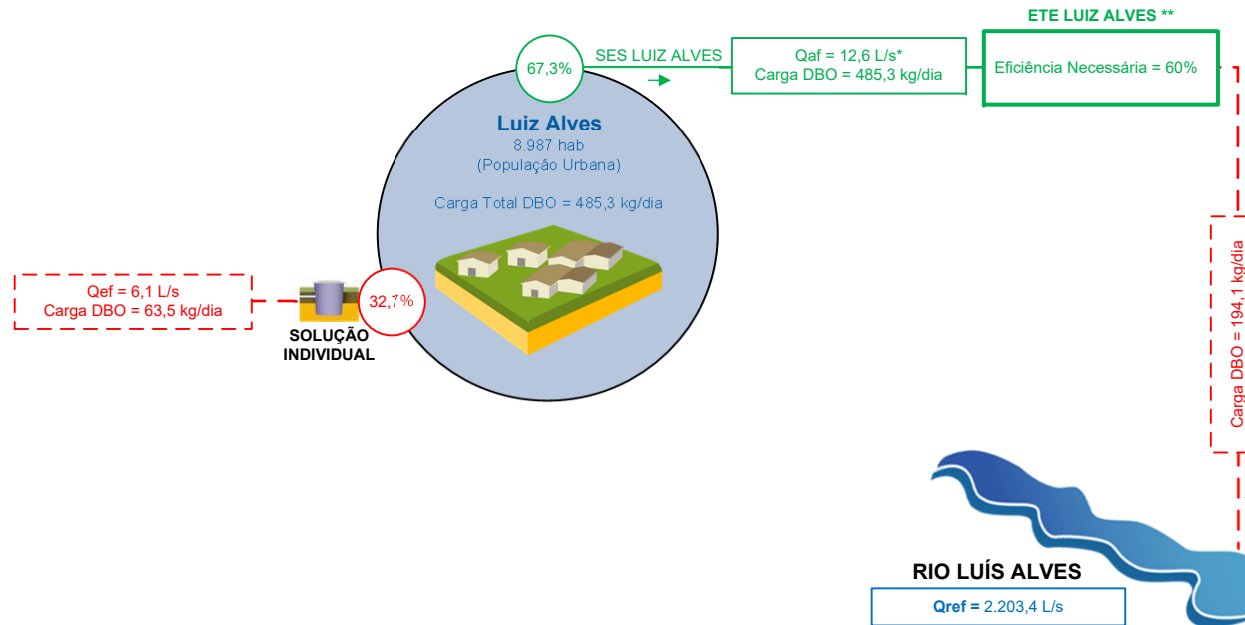 ETE LUIZ ALVES **
67,3%
SES LUIZ ALVES
Qaf = 12,6 L/s*
Carga DBO = 485,3 kg/dia
Eficiência Necessária = 60%
Luiz Alves
8.987 hab
(População Urbana)
Carga Total DBO = 485,3 kg/dia
Qef = 6,1 L/s
Carga DBO = 63,5 kg/dia
32,7%
SOLUÇÃO
INDIVIDUAL
Carga DBO = 194,1 kg/dia
RIO LUÍS ALVES
Qref = 2.203,4 L/s